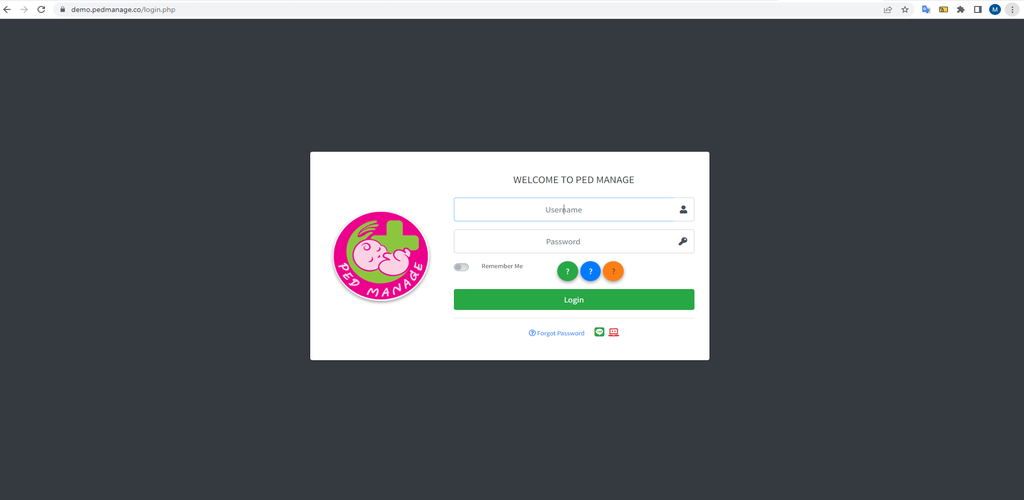 demo.pedmanage.co/login.php
M
WELCOME TO PED MANAGE
Username
Password
Remember Me
?
?
?
Login
Forgot Password
PED MANAGE